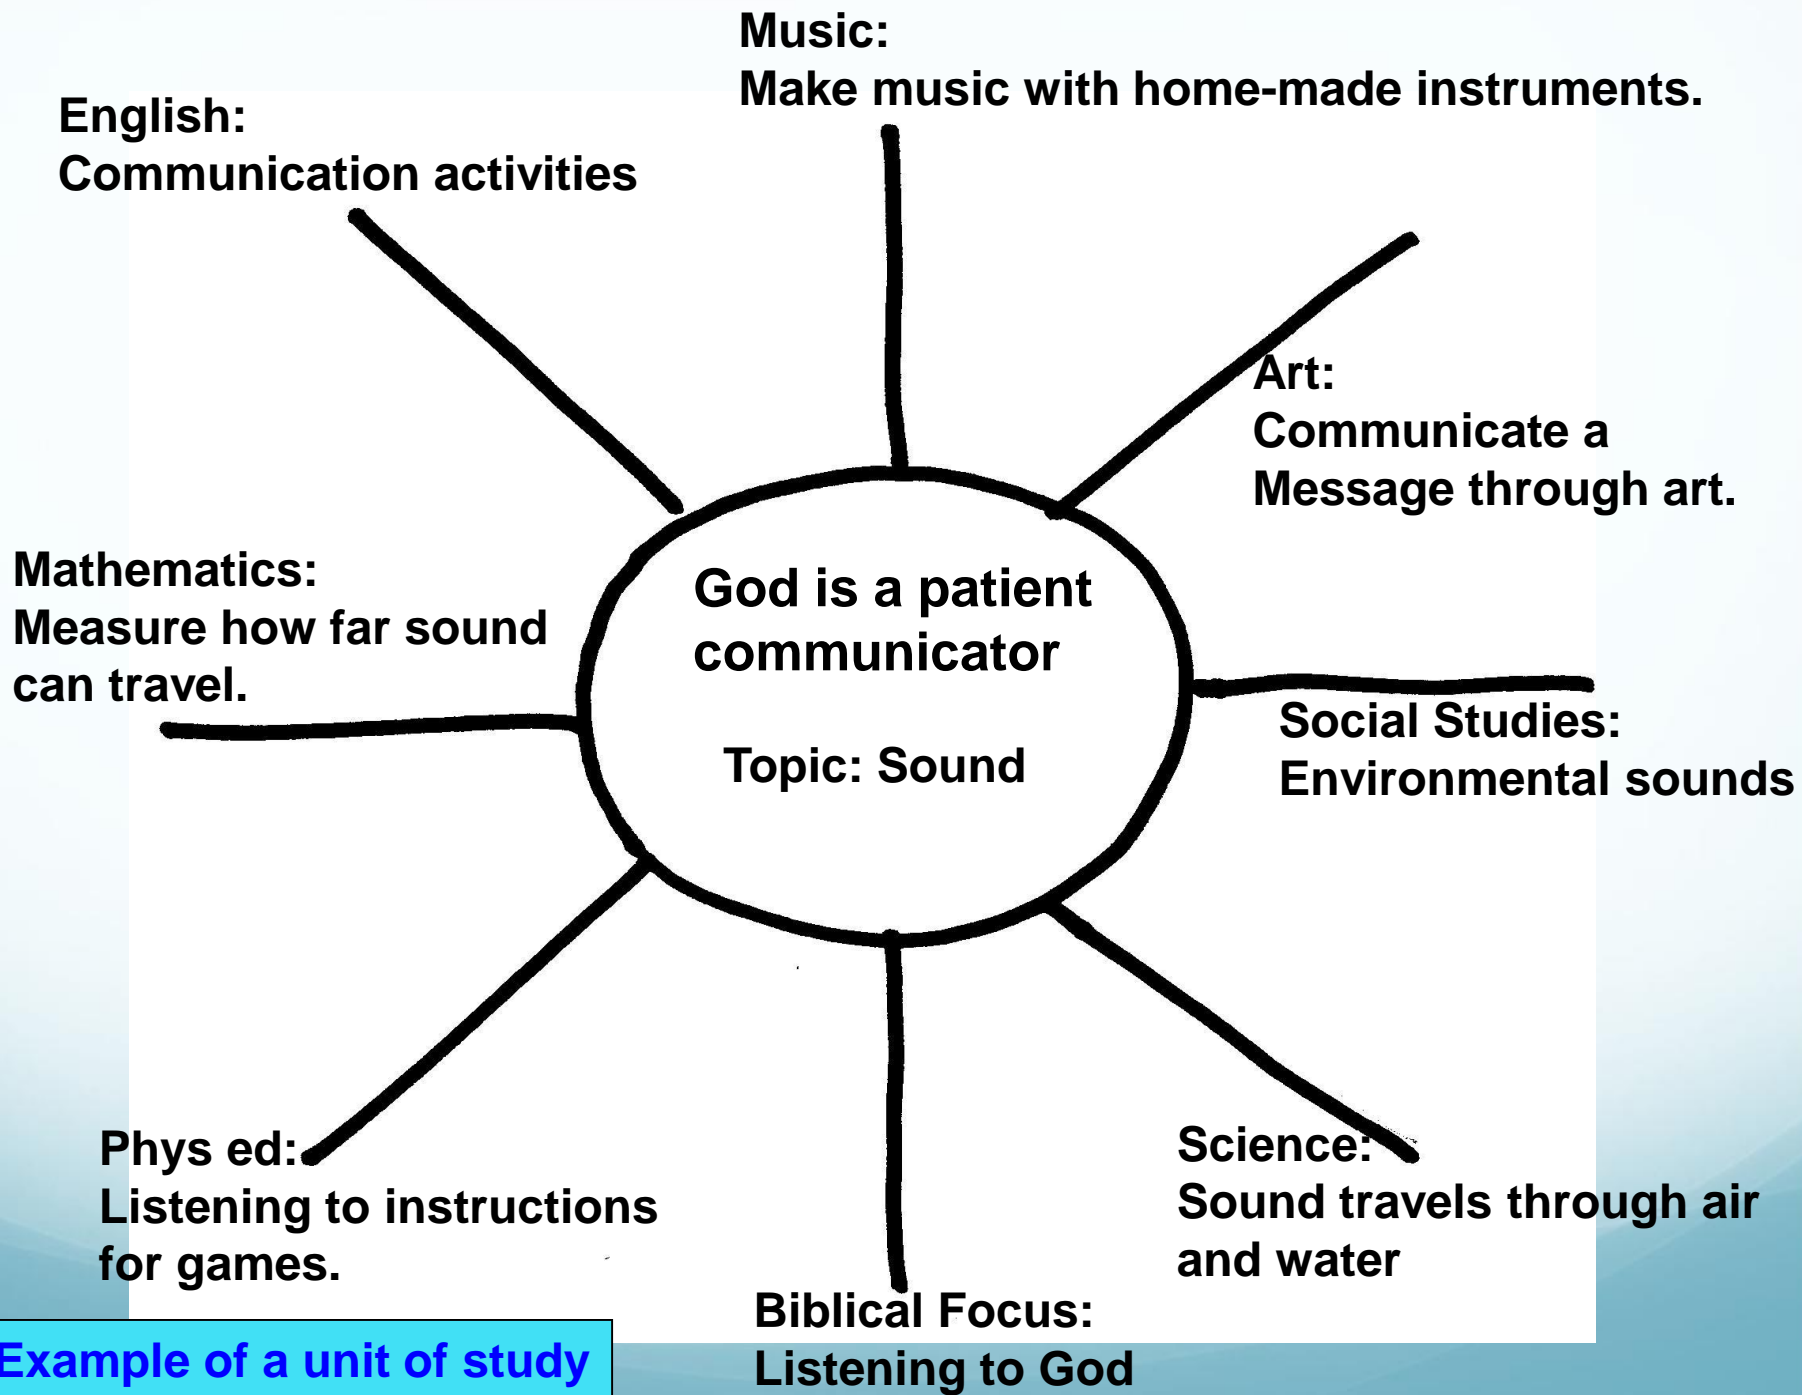 Music:
Make music with home-made instruments.
English:
Communication activities
Art:
Communicate a
Message through art.
Mathematics:
Measure how far sound
can travel.
God is a patient
communicator
Topic: Sound
Social Studies:
Environmental sounds
Phys ed:
Listening to instructions
for games.
Science:
Sound travels through air
and water
Biblical Focus:
Listening to God
Example of a unit of study